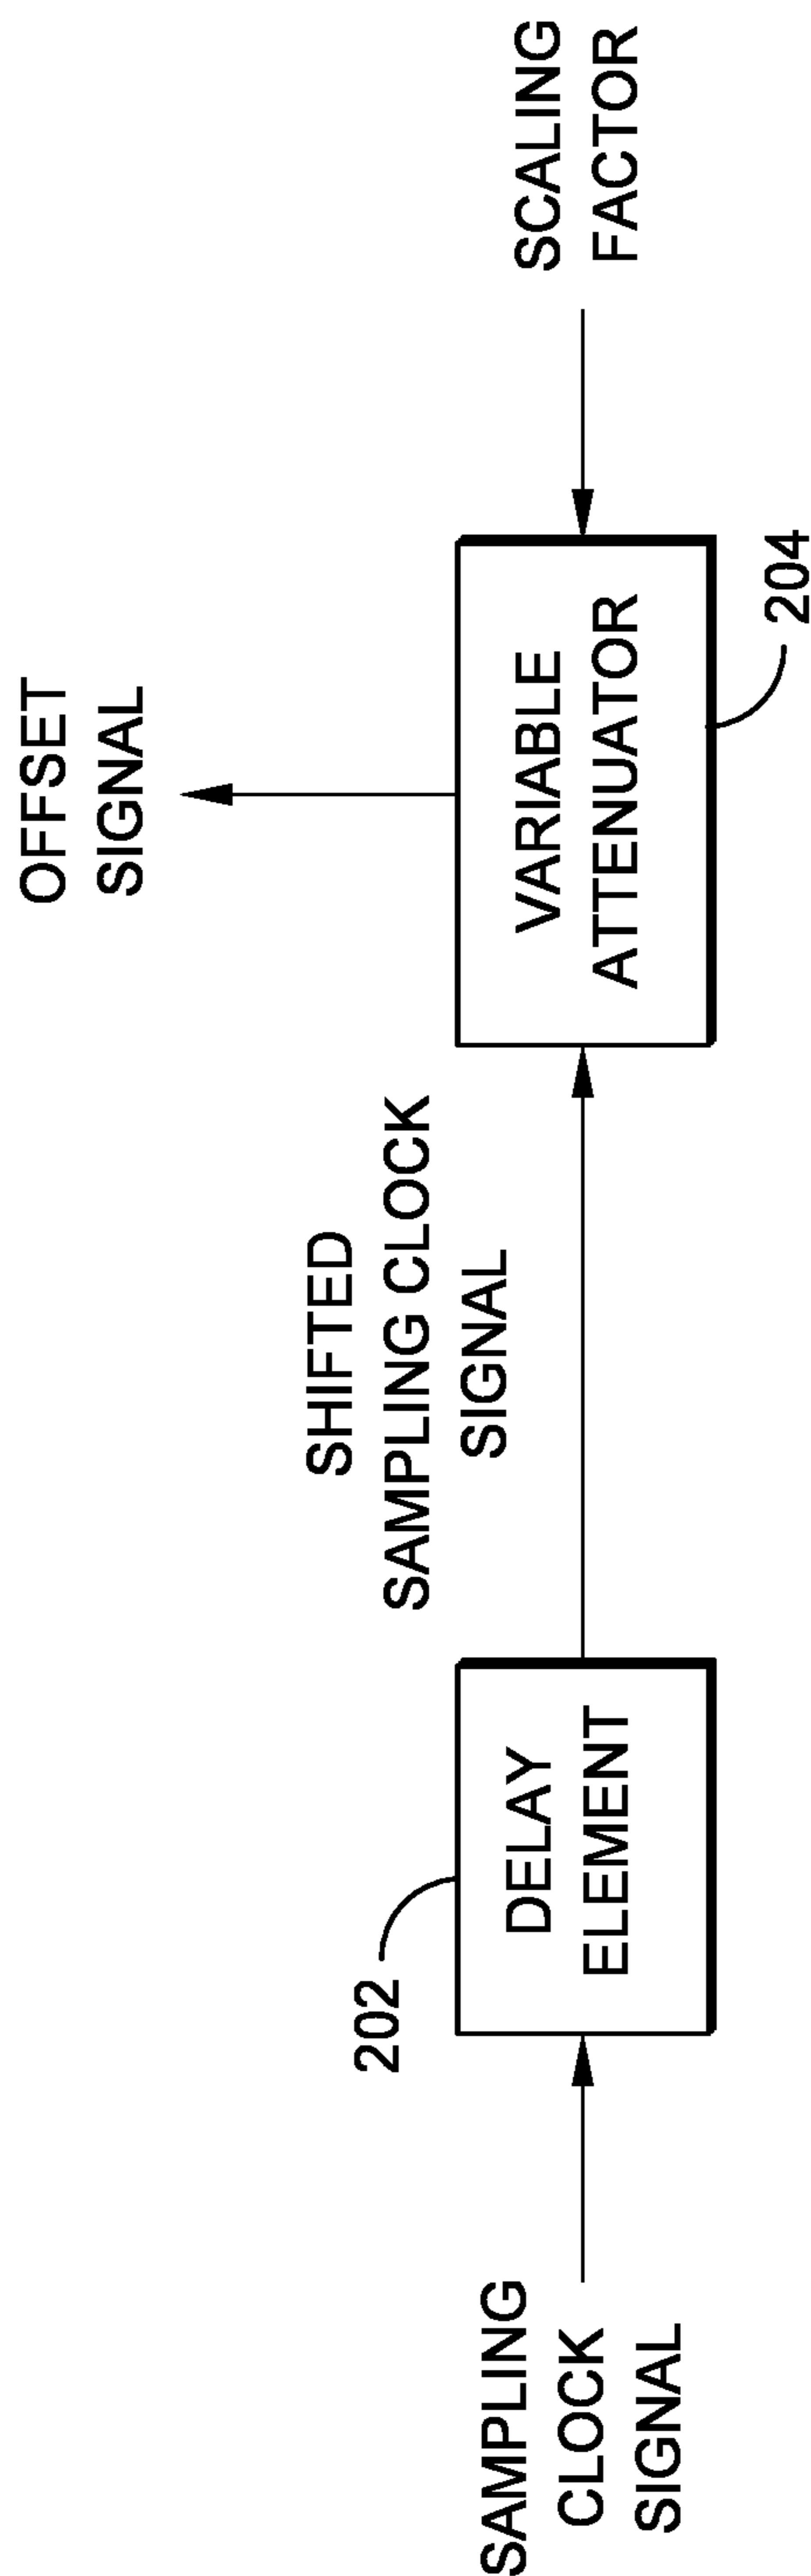 OFFSET
SIGNAL
SHIFTED
SAMPLING CLOCK
SIGNAL
202
SAMPLING
CLOCK
SIGNAL
DELAY
ELEMENT
VARIABLE
ATTENUATOR
SCALING
FACTOR
204